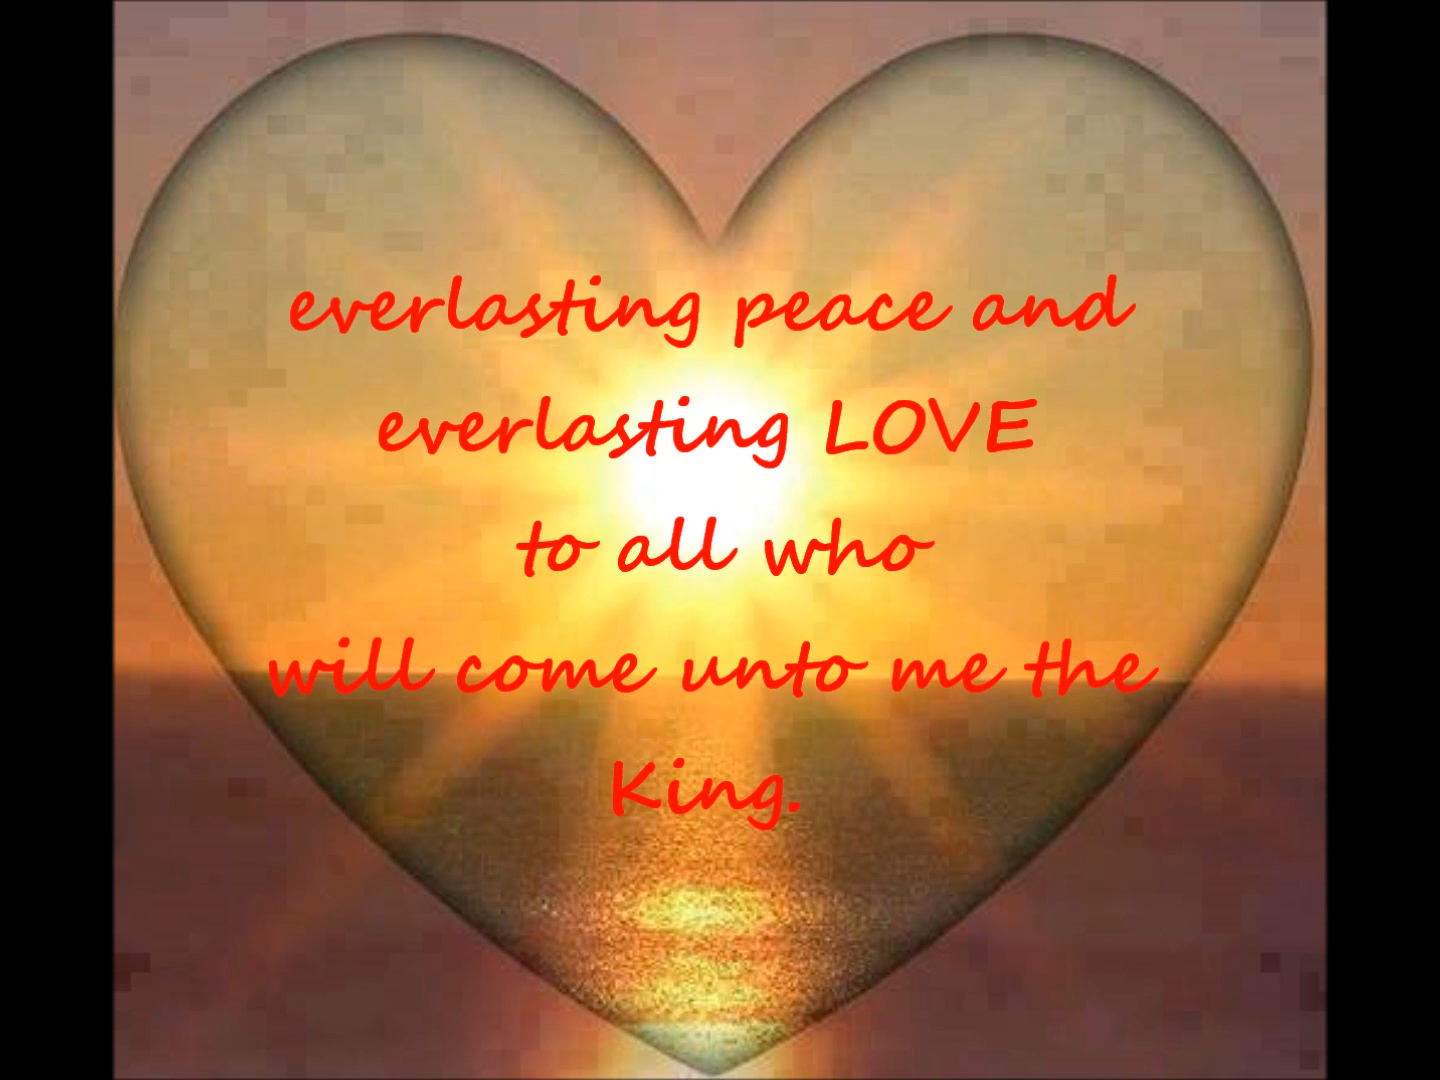 everlasting peace and
everlasting LOVE
to all who
will come unto me the
King.